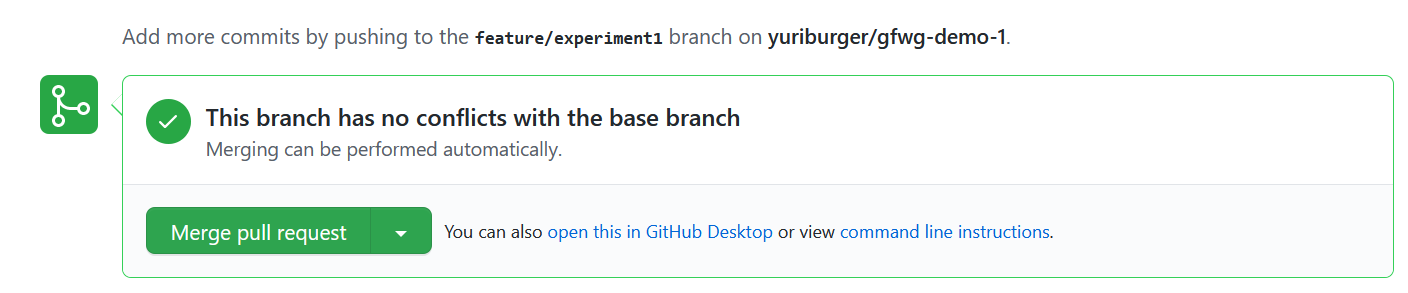 Add more commits by pushing to the feature/experiment1 branch on yuriburger/gfwg-demo-1.
This branch has no conflicts with the base branch
Merging can be performed automatically.
Merge pull request
You can also open this in GitHub Desktop or view command line instructions.